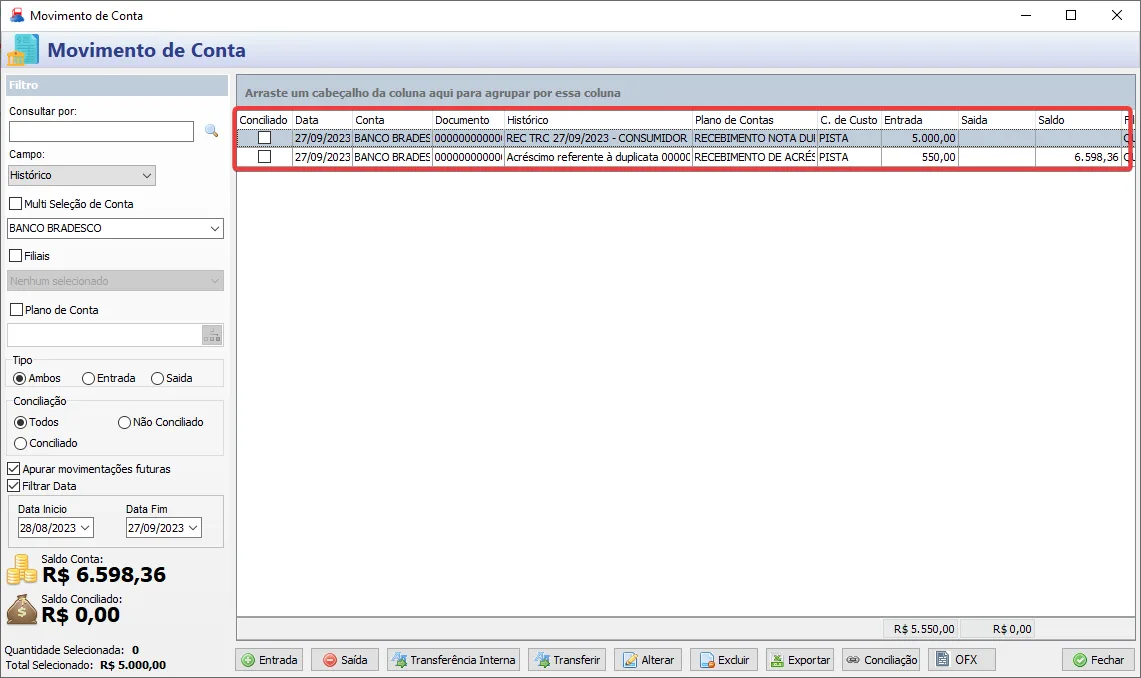 Movimento de Conta
Movimento de Conta
Filtro
Consultar por:
Campo:
Histórico
Multi Seleção de Conta
BANCO BRADESCO
Filiais
Nenhum selecionado
Plano de Conta
Tipo
Ambos Entrada Saida
Conciliação
Todos Não Conciliado
Conciliado
Apurar movimentações futuras
Filtrar Data
Data Inicio Data Fim
28/08/2023 27/09/2023
Saldo Conta:
R$ 6.598,36
Saldo Conciliado:
R$ 0,00
Quantidade Selecionada: 0
Total Selecionado: R$ 5.000,00
Arraste um cabeçalho da coluna aqui para agrupar por essa coluna
Conciliado Data Conta Documento Histórico Plano de Contas C. de Custo Entrada Saida Saldo
27/09/2023 BANCO BRADES 000000000000 REC TRC 27/09/2023 - CONSUMIDOR RECEBIMENTO NOTA DUI PISTA 5.000,00
27/09/2023 BANCO BRADES 000000000000 Acréscimo referente à duplicata 00000 RECEBIMENTO DE ACRÉS PISTA 550,00 6.598,36
R$ 5.550,00 R$ 0,00
Entrada Saída Transferência Interna Transferir Alterar Excluir Exportar Conciliação OFX Fechar